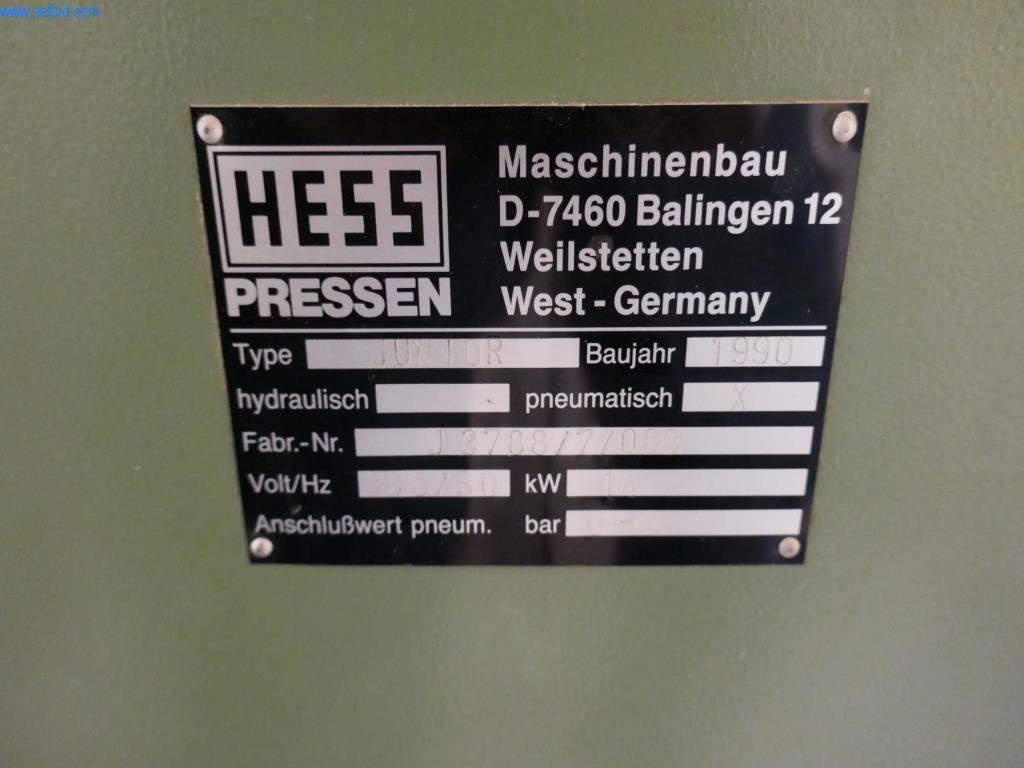 www.netbid.com
HESS
PRESSEN
Maschinenbau
D-7460 Balingen 12
Weilstetten
West - Germany
Type JUNIOR Baujahr 1990
hydraulisch pneumatisch X
Fabr.-Nr.
Volt/Hz kW
Anschlußwert pneum. bar